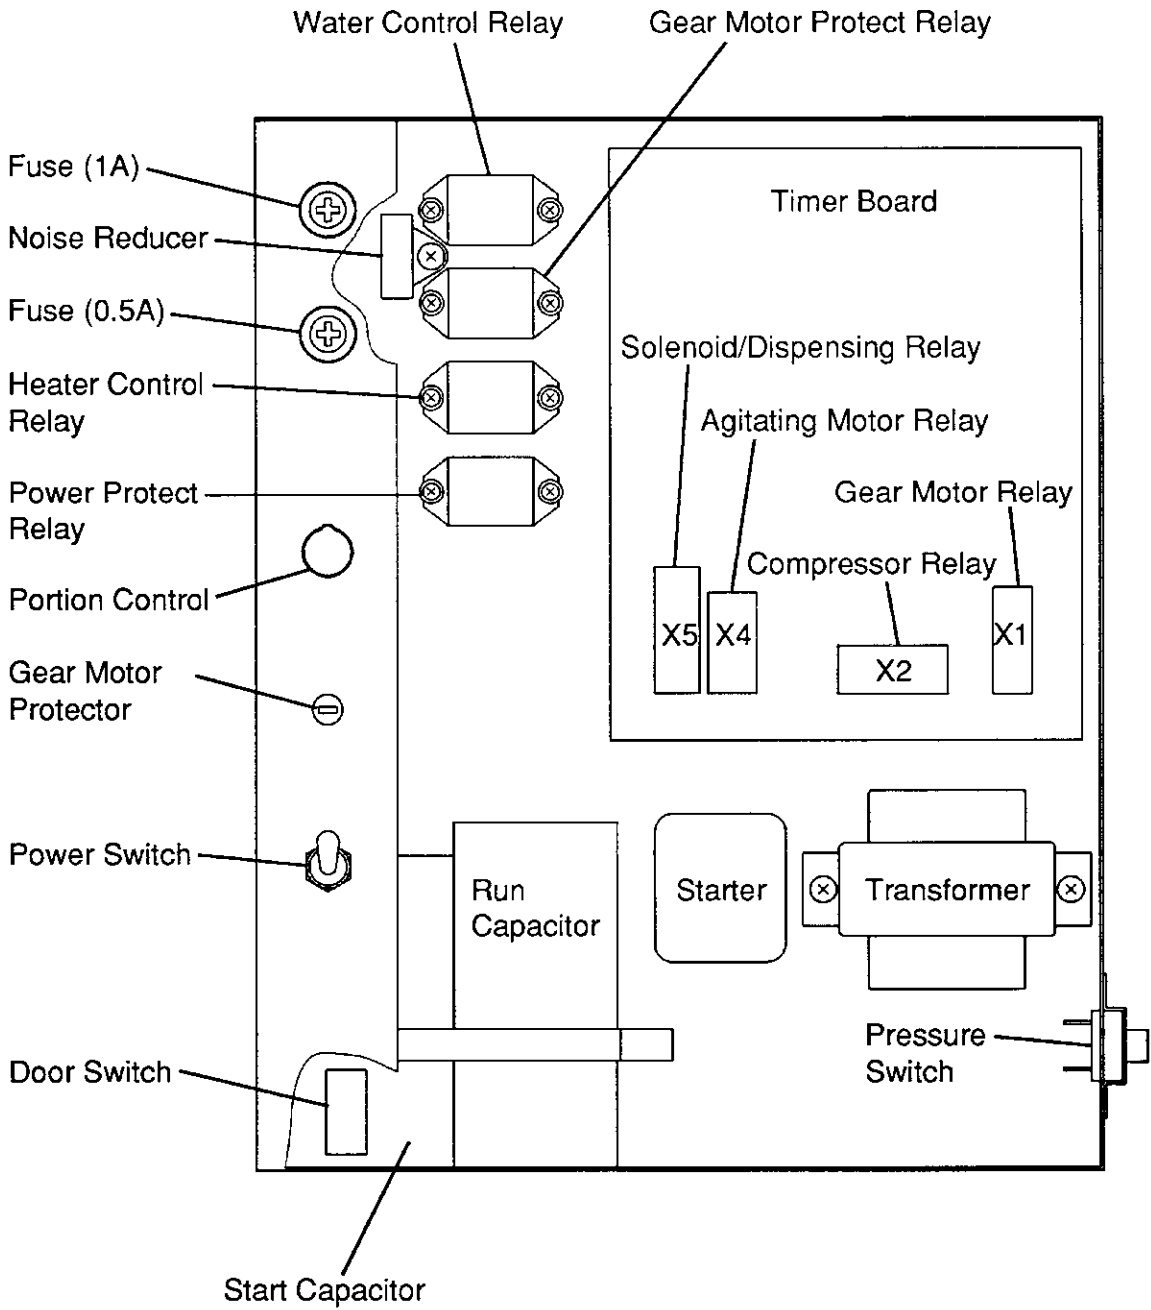 Water Control Relay
Gear Motor Protect Relay
Fuse (1A)
Timer Board
Noise Reducer
Fuse (0.5A)
Solenoid/Dispensing Relay
Heater Control
Relay
Agitating Motor Relay
Power Protect
Relay
Gear Motor Relay
Compressor Relay
Portion Control
X5
X4
X2
X1
Gear Motor
Protector
Power Switch
Run
Capacitor
Starter
Transformer
Pressure
Switch
Door Switch
Start Capacitor